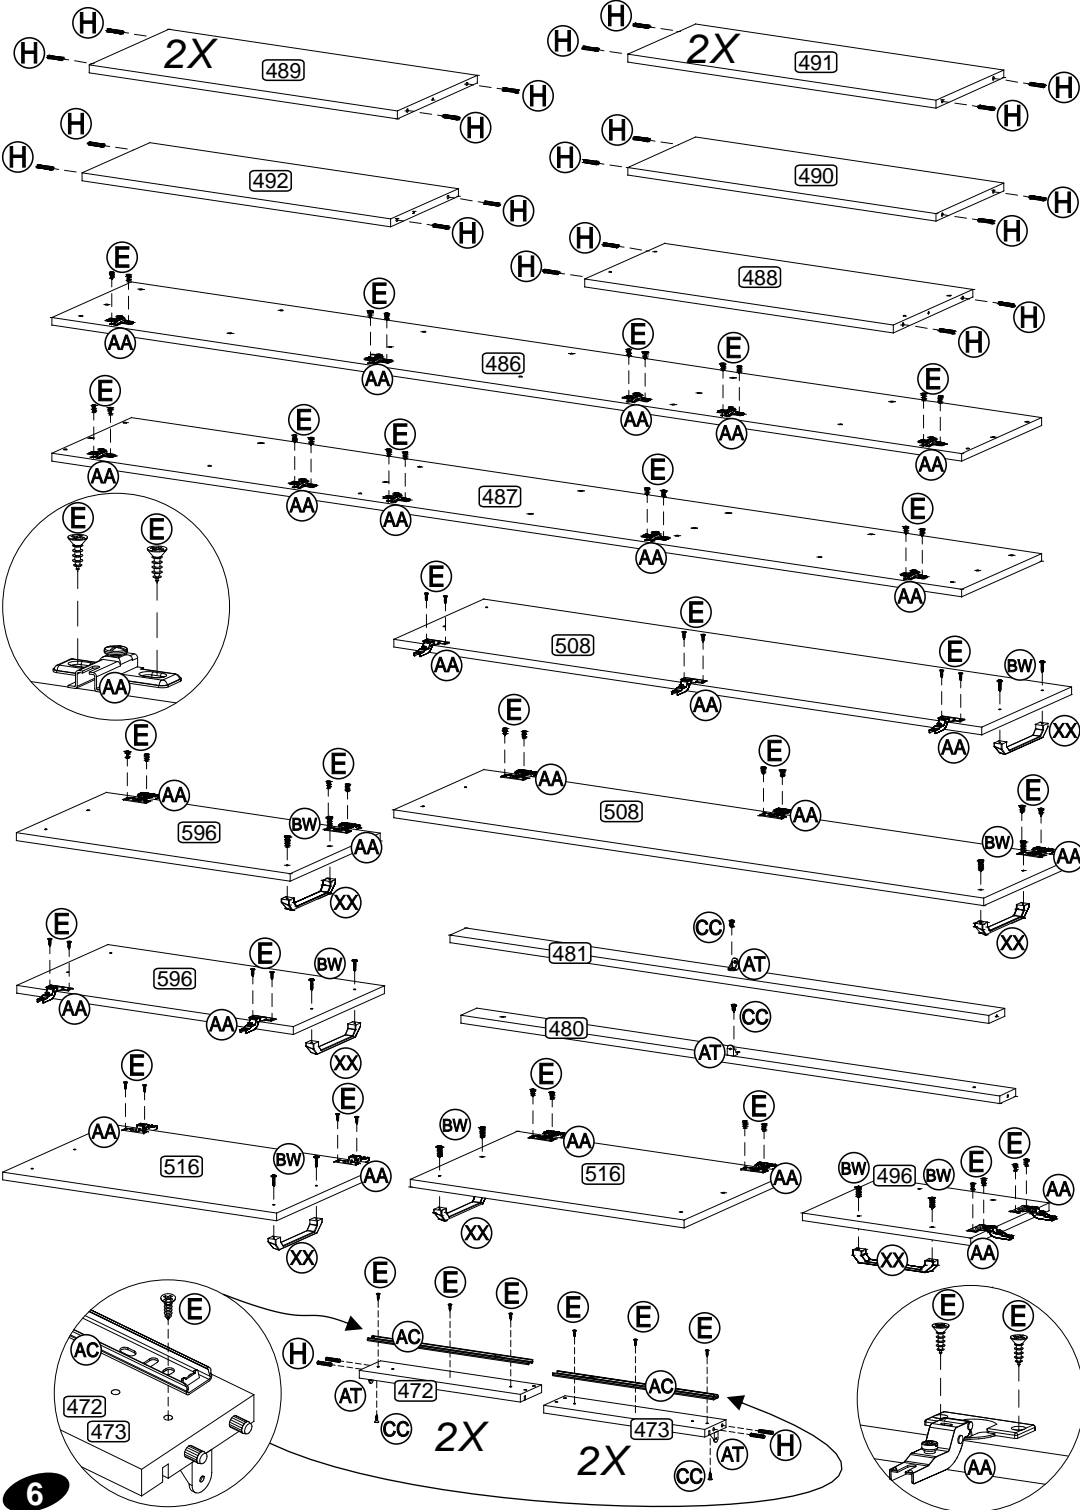 H H
2X
489
H H
H H
2X
491
H H
H H
492
H H
H H
490
H H
H H
488
H H
E E E E E
486
AA AA AA AA AA
E E E E E
487
AA AA AA AA AA
E E
AA
E E E
508
BW
AA AA AA XX
E E
AA
596
BW
AA
XX
E E E
AA AA
508
BW
AA
XX
E E
596
BW
AA AA
XX
CC
481
AT
480
CC
AT
E E
AA
516
BW
AA
XX
E E
BW
AA
516
AA
XX
BW 496 BW E E
AA
XX AA
E
AC
472
473
E E E
AC
H
AT 472
CC
2X
E E E
AC
473
AT H
CC
2X
E E
AA
6